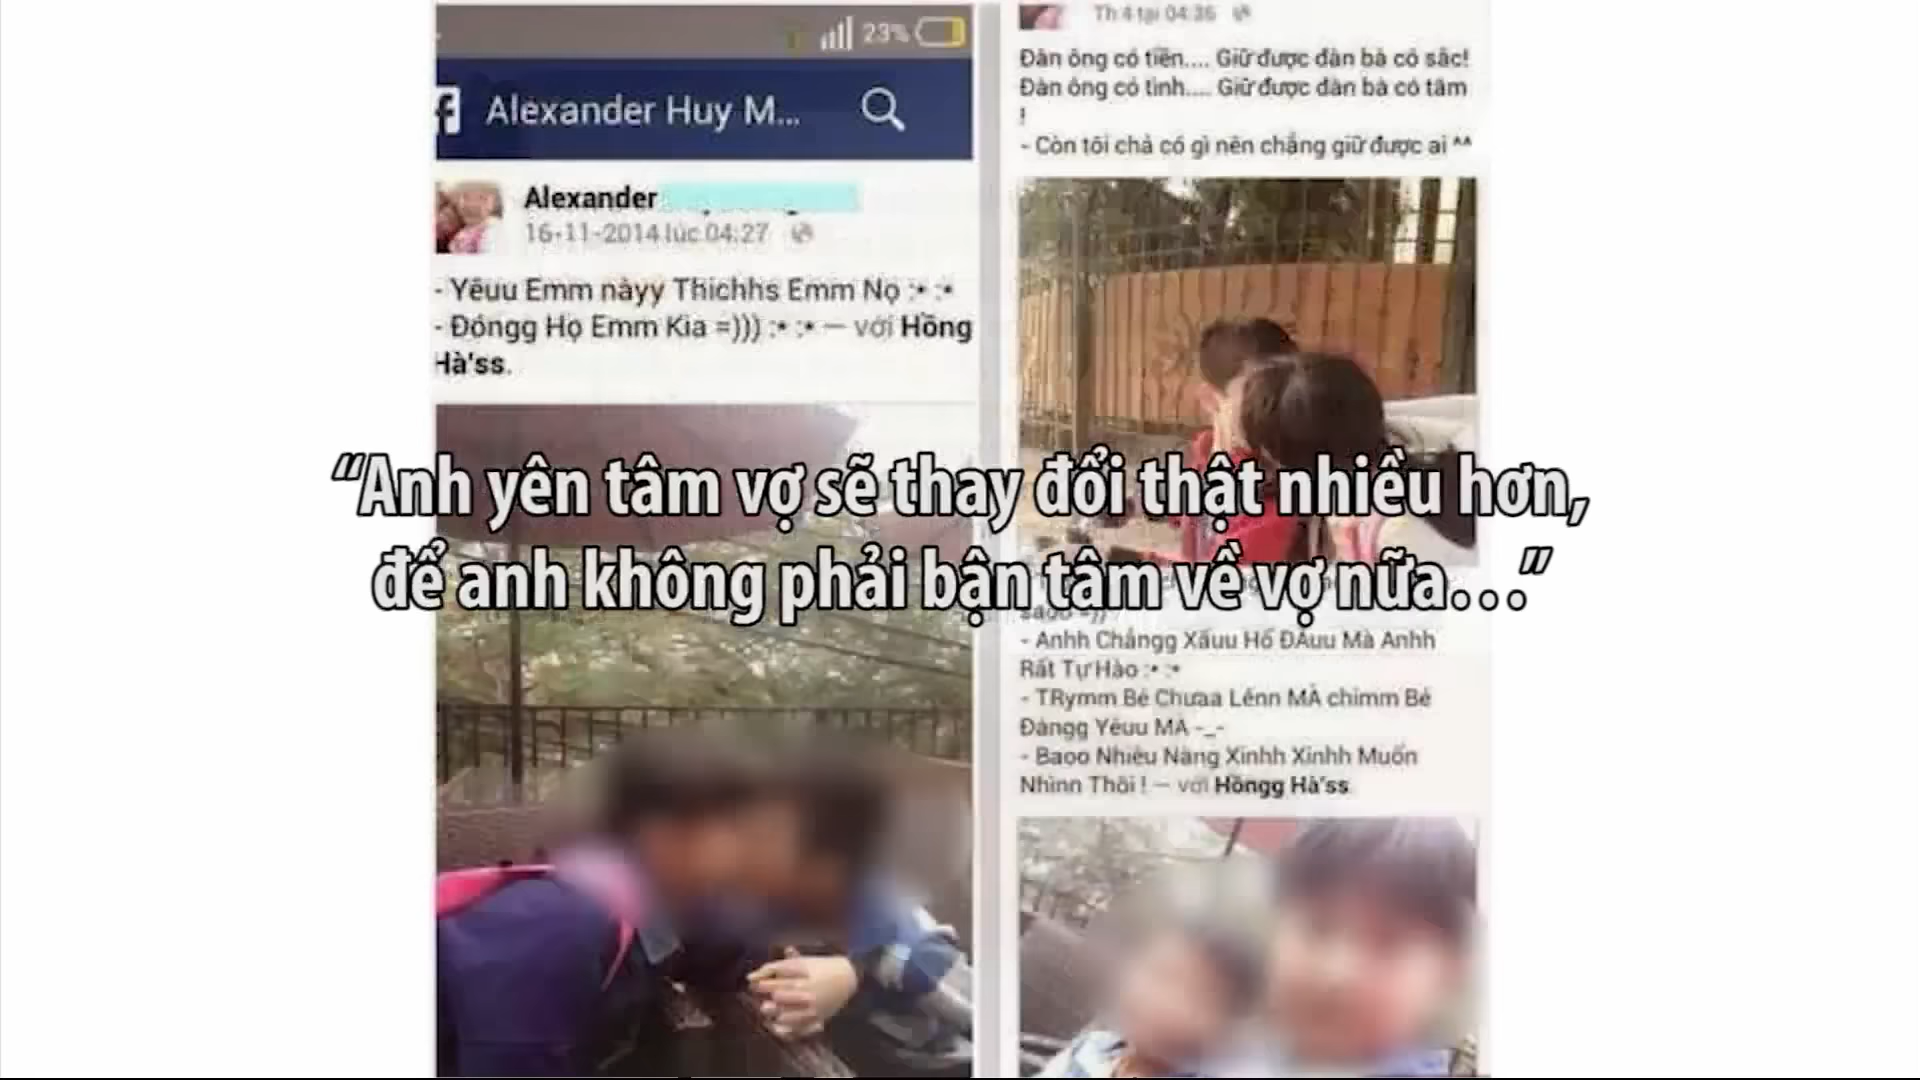 23%
f Alexander Huy M...
Alexander
16-11-2014 lúc 04:27
- Yêuu Emm nàyy Thichhs Emm Nọ :• :•
- Đóngg Họ Emm Kia =))) :• :• — với Hồng
Hà'ss.
Th 4 tại 04:36
Đàn ông có tiền.... Giữ được đàn bà có sắc!
Đàn ông có tình.... Giữ được đàn bà có tâm
!
- Còn tôi chả có gì nên chẳng giữ được ai ^^
“Anh yên tâm vợ sẽ thay đổi thật nhiều hơn,
để anh không phải bận tâm về vợ nữa...”
- Anhh Chẳngg Xấuu Hổ ĐÂuu Mà Anhh
Rất Tự Hào :• :•
- TRymm Bé Chưaa Lênn MÀ chimm Bé
Đángg Yêuu MÀ -_-
- Baoo Nhiêu Nàng Xinhh Xinhh Muốn
Nhìnn Thôi ! — với Hồngg Hà'ss